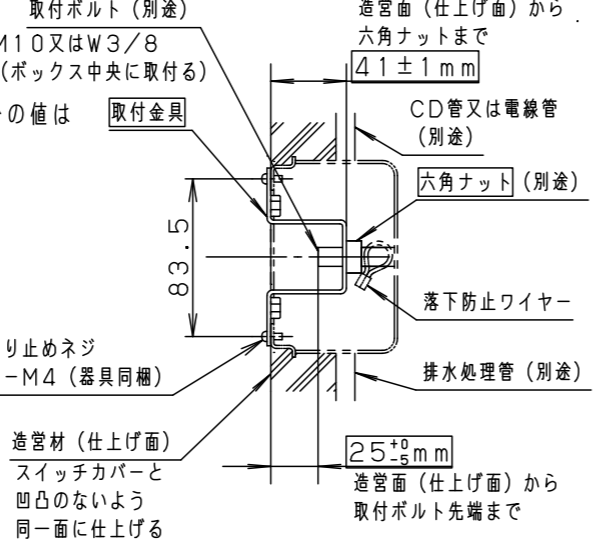 取付ボルト（別途）
M10又はW3/8
（ボックス中央に取付る）
の値は
取付金具
造営面（仕上げ面）から
六角ナットまで
41±1mm
CD管又は電線管
（別途）
六角ナット（別途）
83.5
落下防止ワイヤー
り止めネジ
－M4（器具同梱）
排水処理管（別途）
造営材（仕上げ面）
スイッチカバーと
凹凸のないよう
同一面に仕上げる
25+0-5mm
造営面（仕上げ面）から
取付ボルト先端まで